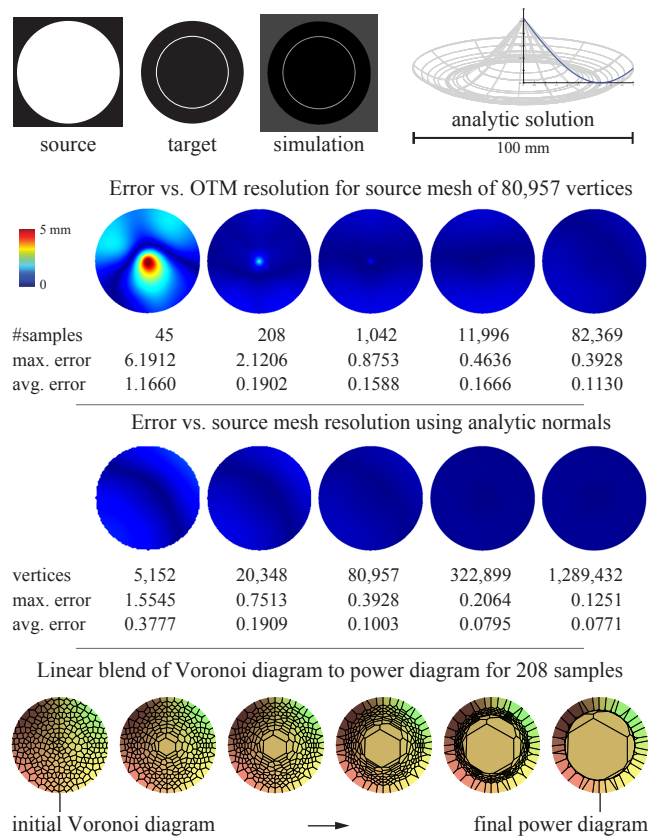 source target simulation
analytic solution
100 mm
Error vs. OTM resolution for source mesh of 80,957 vertices
5 mm
0
#samples 45 208 1,042 11,996 82,369
max. error 6.1912 2.1206 0.8753 0.4636 0.3928
avg. error 1.1660 0.1902 0.1588 0.1666 0.1130
Error vs. source mesh resolution using analytic normals
vertices 5,152 20,348 80,957 322,899 1,289,432
max. error 1.5545 0.7513 0.3928 0.2064 0.1251
avg. error 0.3777 0.1909 0.1003 0.0795 0.0771
Linear blend of Voronoi diagram to power diagram for 208 samples
initial Voronoi diagram final power diagram